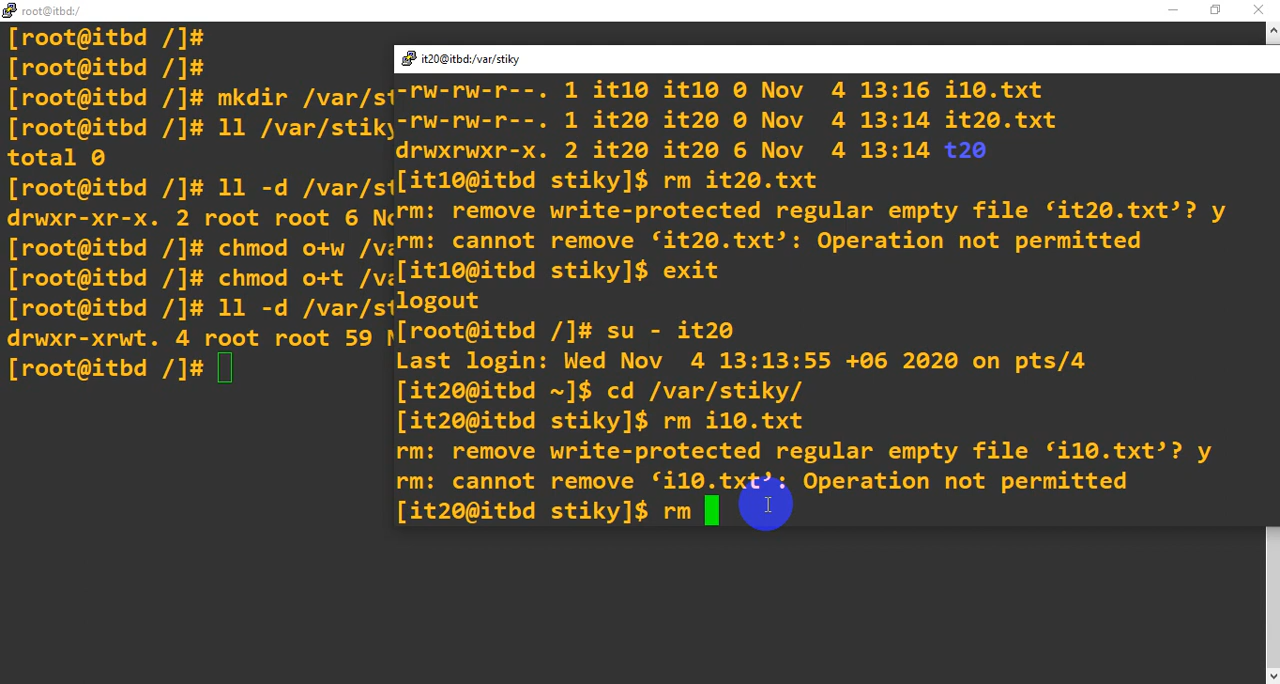 root@itbd:/
[root@itbd /]#
[root@itbd /]#
[root@itbd /]# mkdir /var/st
[root@itbd /]# ll /var/stiky
total 0
[root@itbd /]# ll -d /var/st
drwxr-xr-x. 2 root root 6 No
[root@itbd /]# chmod o+w /va
[root@itbd /]# chmod o+t /va
[root@itbd /]# ll -d /var/st
drwxr-xrwt. 4 root root 59 N
[root@itbd /]#
it20@itbd:/var/stiky
-rw-rw-r--. 1 it10 it10 0 Nov  4 13:16 i10.txt
-rw-rw-r--. 1 it20 it20 0 Nov  4 13:14 it20.txt
drwxrwxr-x. 2 it20 it20 6 Nov  4 13:14 t20
[it10@itbd stiky]$ rm it20.txt
rm: remove write-protected regular empty file ‘it20.txt’? y
rm: cannot remove ‘it20.txt’: Operation not permitted
[it10@itbd stiky]$ exit
logout
[root@itbd /]# su - it20
Last login: Wed Nov  4 13:13:55 +06 2020 on pts/4
[it20@itbd ~]$ cd /var/stiky/
[it20@itbd stiky]$ rm i10.txt
rm: remove write-protected regular empty file ‘i10.txt’? y
rm: cannot remove ‘i10.txt’: Operation not permitted
[it20@itbd stiky]$ rm